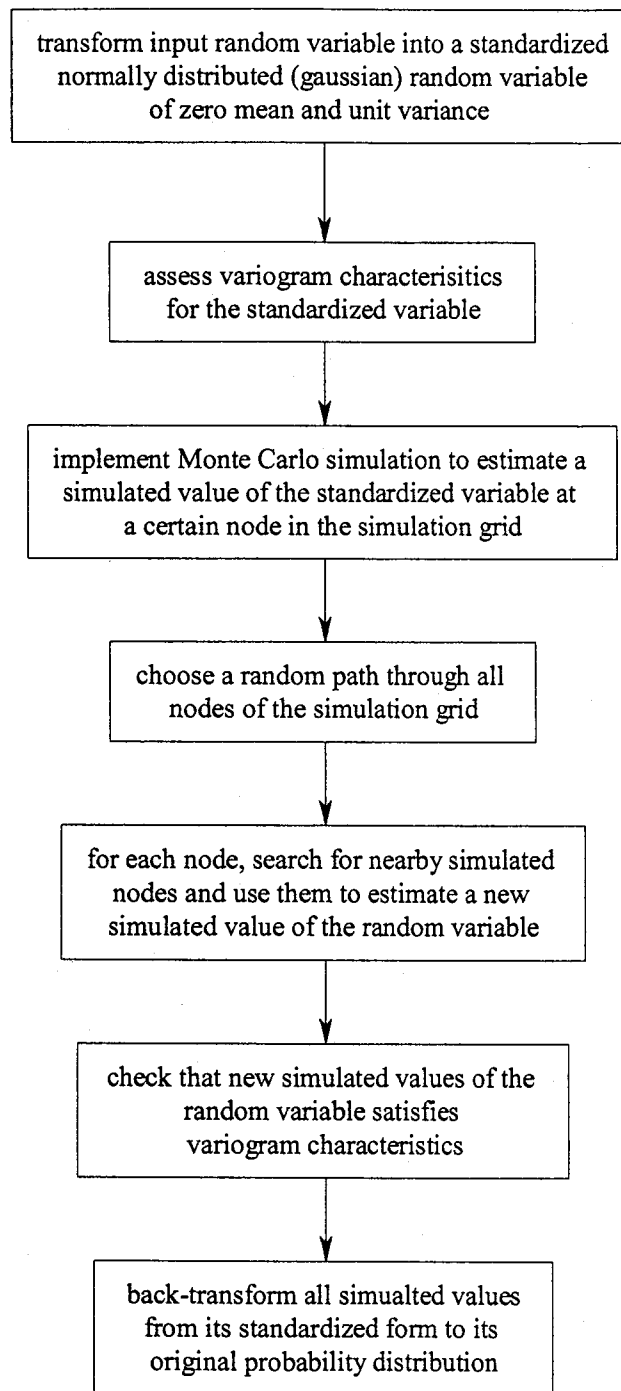 transform input random variable into a standardized
normally distributed (gaussian) random variable
of zero mean and unit variance
assess variogram characterisitics
for the standardized variable
implement Monte Carlo simulation to estimate a
simulated value of the standardized variable at
a certain node in the simulation grid
choose a random path through all
nodes of the simulation grid
for each node, search for nearby simulated
nodes and use them to estimate a new
simulated value of the random variable
check that new simulated values of the
random variable satisfies
variogram characteristics
back-transform all simualted values
from its standardized form to its
original probability distribution